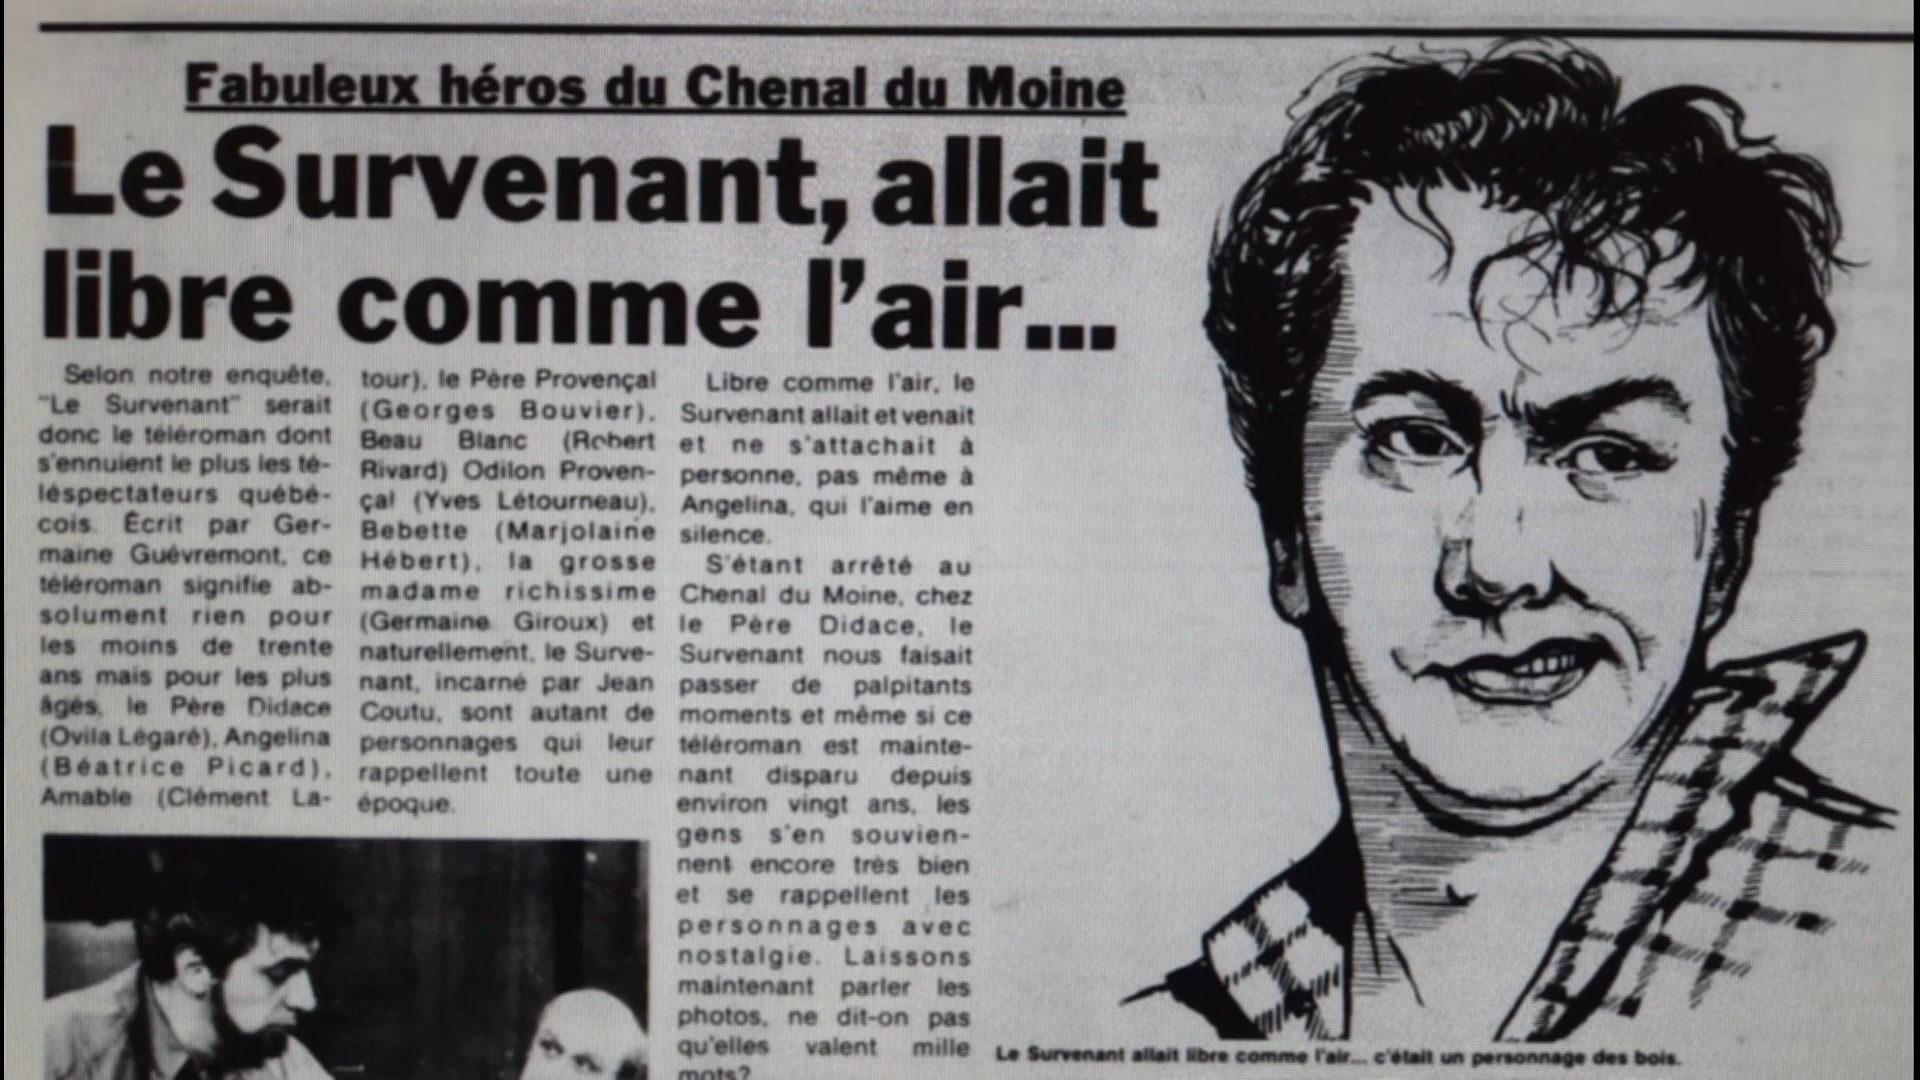 Fabuleux héros du Chenal du Moine
Le Survenant, allait
libre comme l'air...
Selon notre enquête,
"Le Survenant" serait
donc le téléroman dont
s'ennuient le plus les té-
léspectateurs québé-
cois. Écrit par Ger-
maine Guévremont, ce
téléroman signifie ab-
solument rien pour
les moins de trente
ans mais pour les plus
âgés, le Père Didace
(Ovila Légaré), Angelina
(Béatrice Picard),
Amable (Clément La-
tour), le Père Provençal
(Georges Bouvier),
Beau Blanc (Robert
Rivard) Odilon Proven-
çal (Yves Létourneau),
Bebette (Marjolaine
Hébert), la grosse
madame richissime
(Germaine Giroux) et
naturellement, le Surve-
nant, incarné par Jean
Coutu, sont autant de
personnages qui leur
rappellent toute une
époque.
Libre comme l'air, le
Survenant allait et venait
et ne s'attachait à
personne, pas même à
Angelina, qui l'aime en
silence.
S'étant arrêté au
Chenal du Moine, chez
le Père Didace, le
Survenant nous faisait
passer de palpitants
moments et même si ce
téléroman est mainte-
nant disparu depuis
environ vingt ans, les
gens s'en souvien-
nent encore très bien
et se rappellent les
personnages avec
nostalgie. Laissons
maintenant parler les
photos, ne dit-on pas
qu'elles valent mille
mots?
Le Survenant allait libre comme l'air... c'était un personnage des bois.